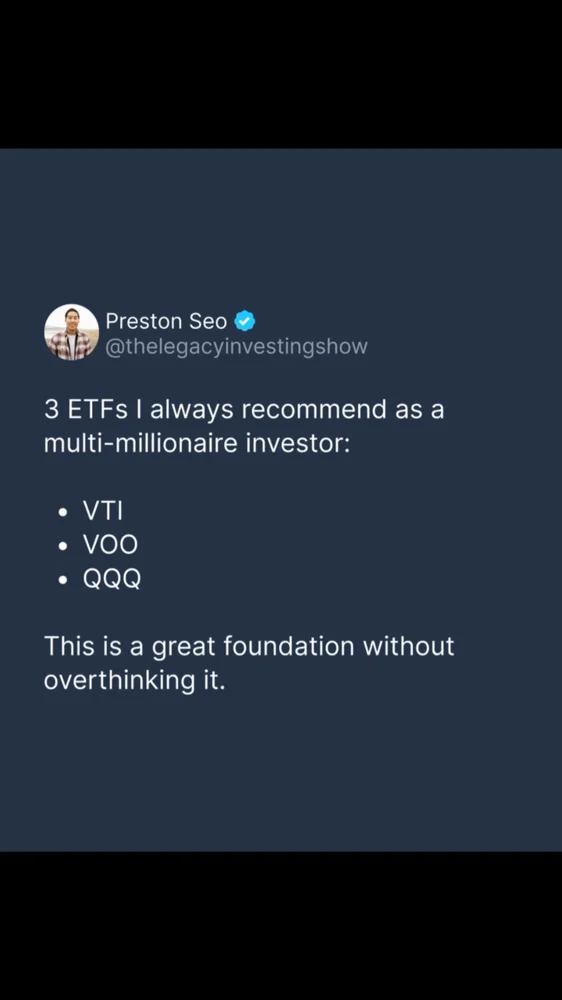 Preston Seo
@thelegacyinvestingshow
3 ETFs I always recommend as a
multi-millionaire investor:
• VTI
• VOO
• QQQ
This is a great foundation without
overthinking it.